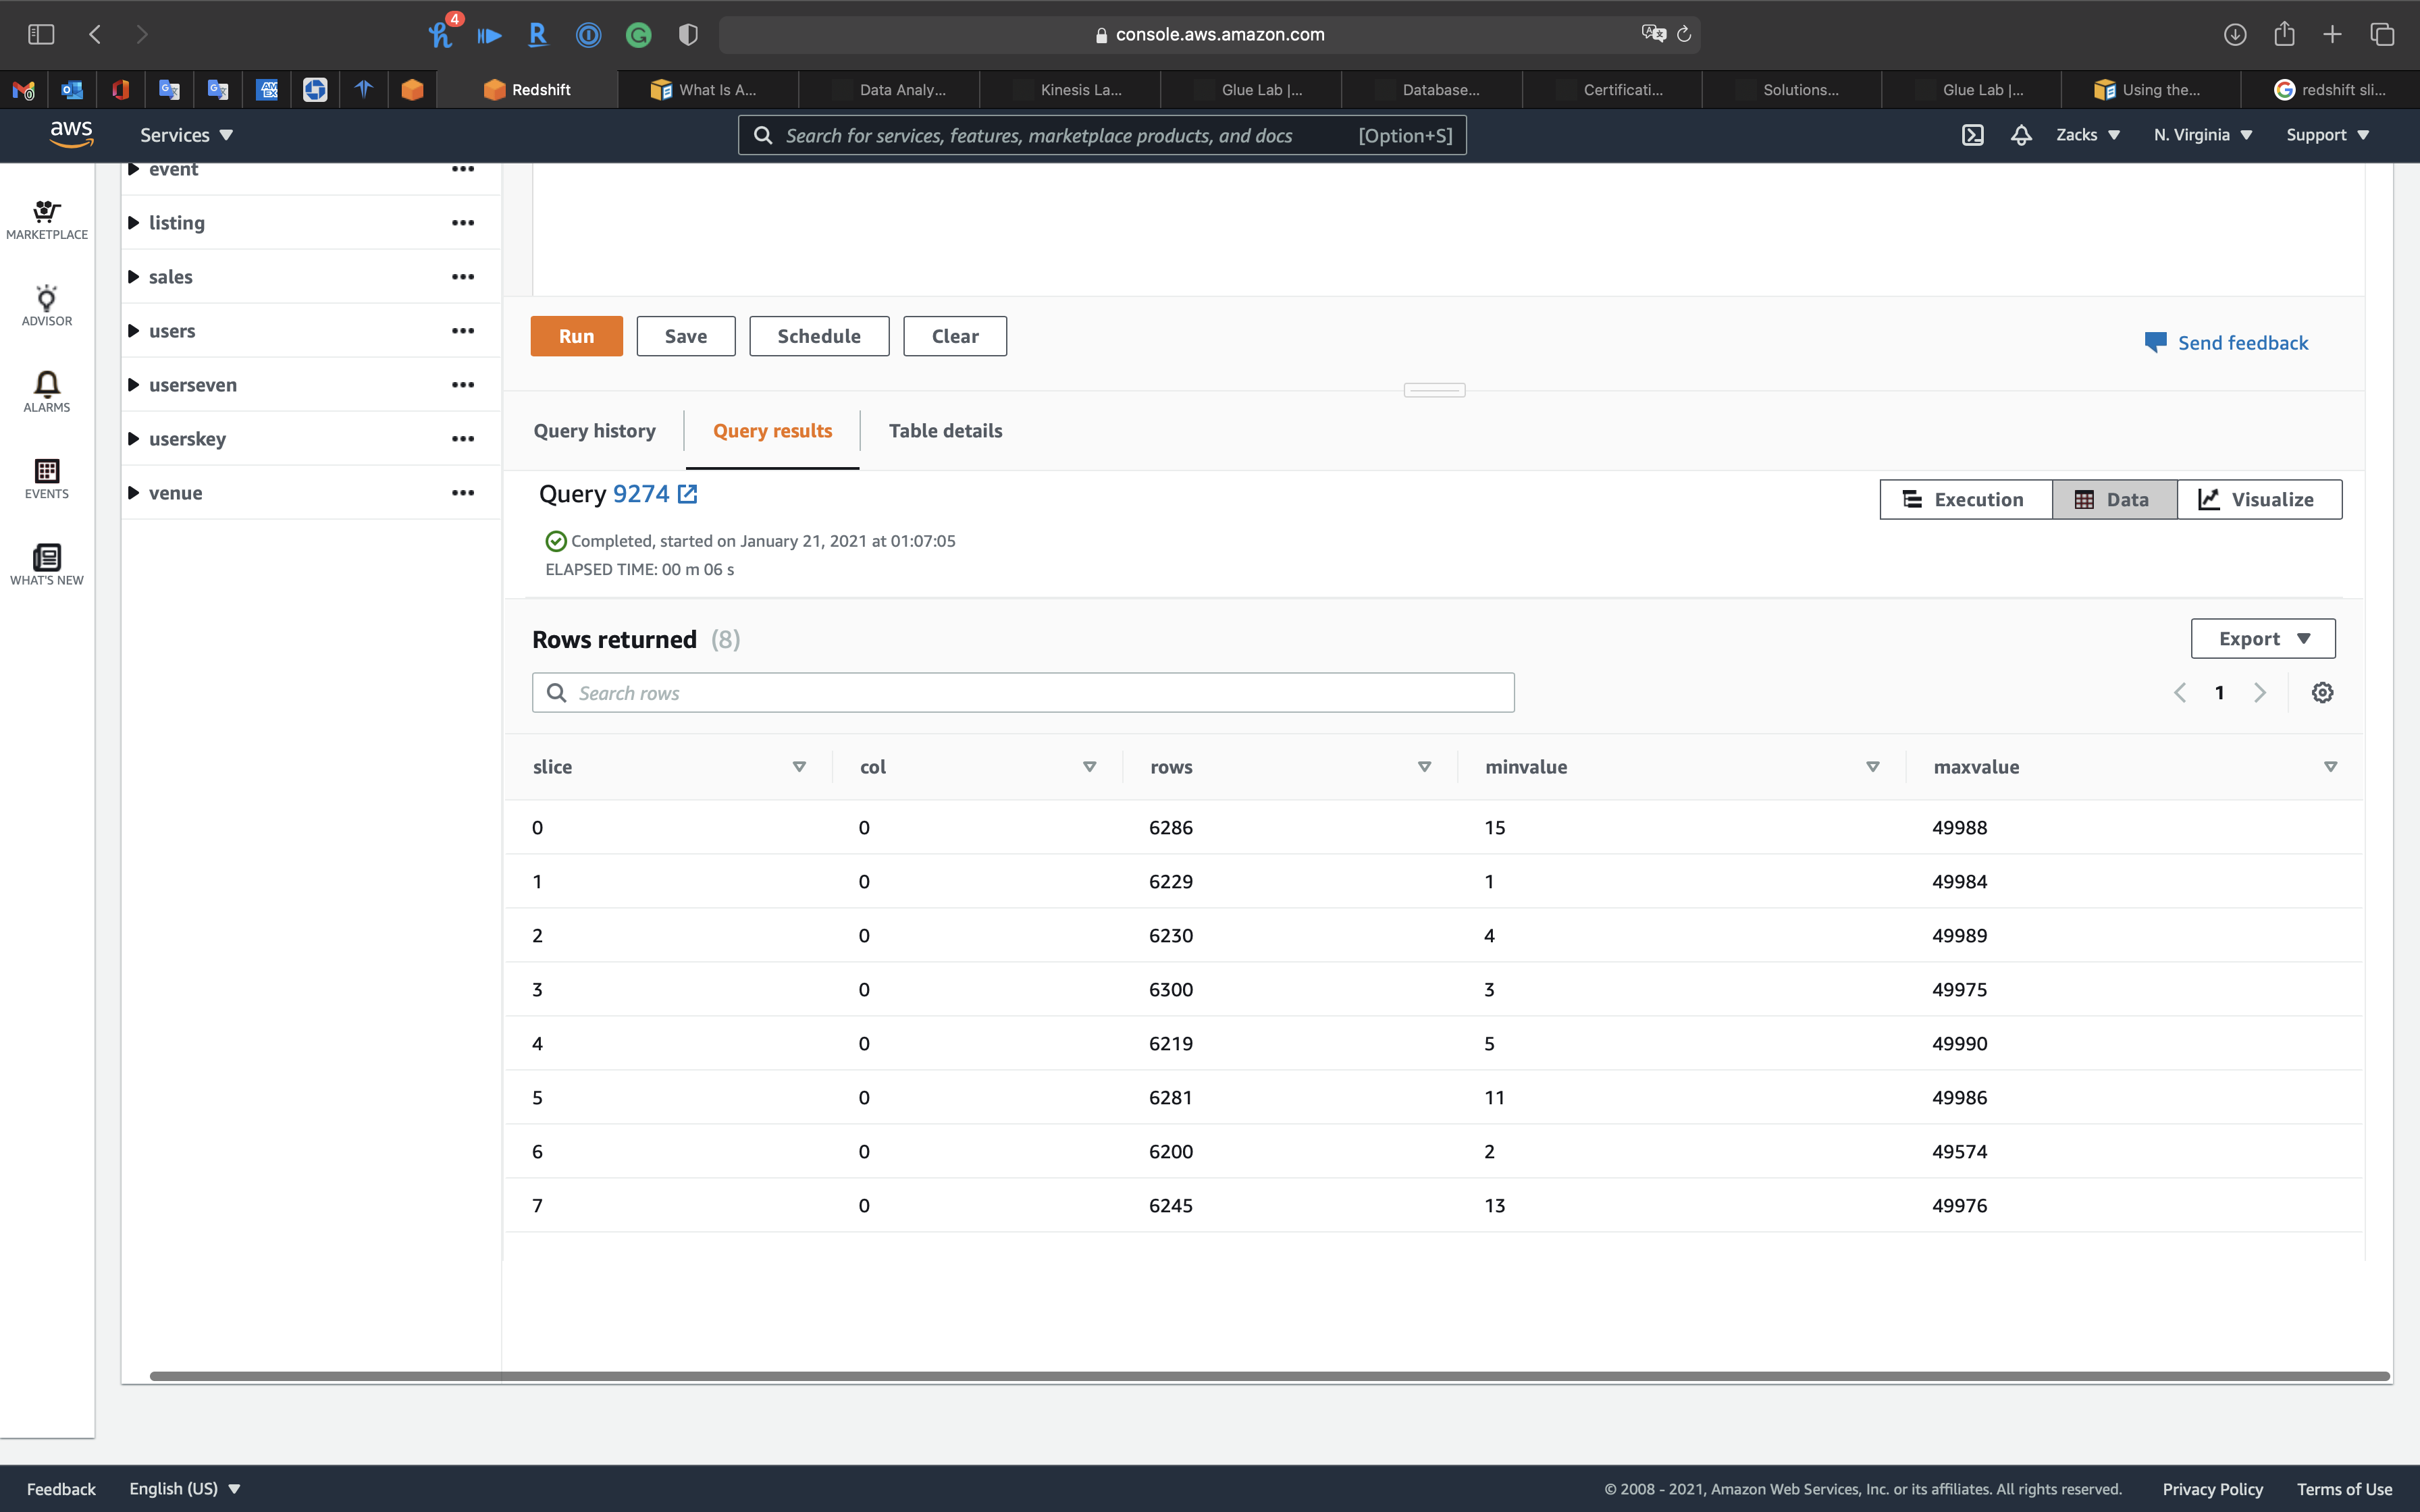 4
console.aws.amazon.com
Redshift
What Is A...
Data Analy...
Kinesis La...
Glue Lab |...
Database...
Certificati...
Solutions...
Glue Lab |...
Using the...
redshift sli...
aws
Services
Search for services, features, marketplace products, and docs [Option+S]
Zacks
N. Virginia
Support
MARKETPLACE
ADVISOR
ALARMS
EVENTS
WHAT'S NEW
event
listing
sales
users
userseven
userskey
venue
Run
Save
Schedule
Clear
Send feedback
Query history
Query results
Table details
Query 9274
Execution
Data
Visualize
Completed, started on January 21, 2021 at 01:07:05
ELAPSED TIME: 00 m 06 s
Rows returned (8)
Export
Search rows
1
slice col rows minvalue maxvalue
0 0 6286 15 49988
1 0 6229 1 49984
2 0 6230 4 49989
3 0 6300 3 49975
4 0 6219 5 49990
5 0 6281 11 49986
6 0 6200 2 49574
7 0 6245 13 49976
Feedback
English (US)
© 2008 - 2021, Amazon Web Services, Inc. or its affiliates. All rights reserved.
Privacy Policy
Terms of Use